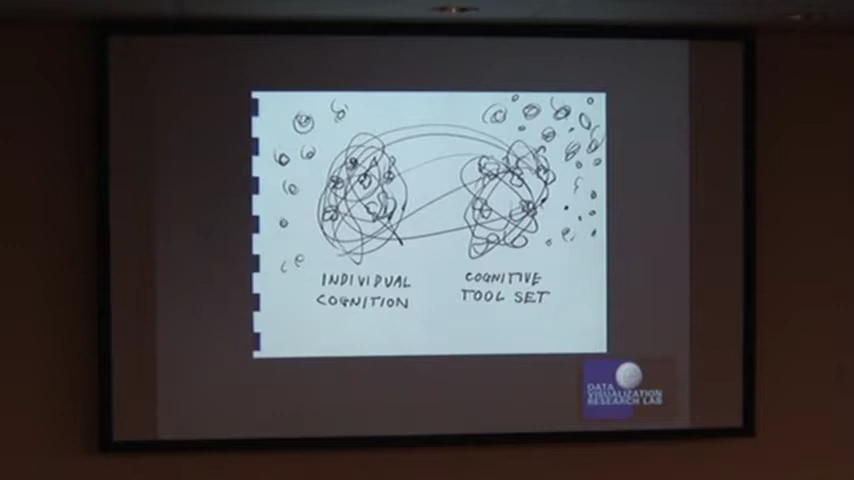 INDIVIDUAL
COGNITION
COGNITIVE
TOOL SET
DATA
VISUALIZATION
RESEARCH LAB